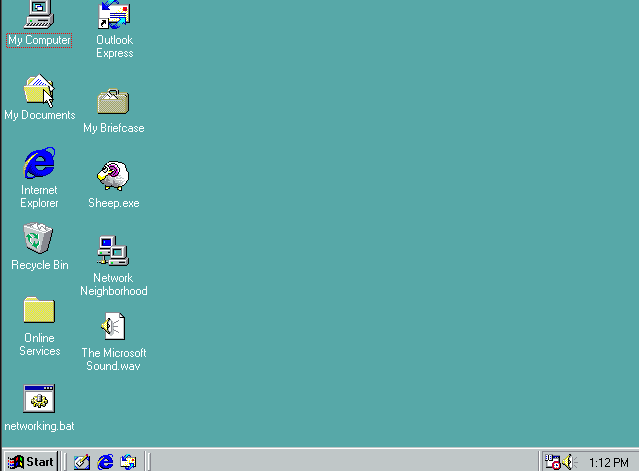 My Computer
Outlook
Express
My Documents
My Briefcase
Internet
Explorer
Sheep.exe
Recycle Bin
Network
Neighborhood
Online
Services
The Microsoft
Sound.wav
networking.bat
Start
1:12 PM